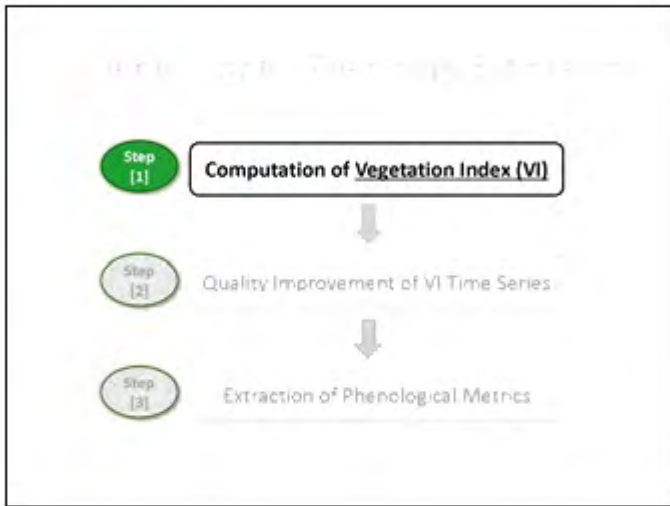 Step
[1]
Computation of Vegetation Index (VI)
Step
[2]
Quality Improvement of VI Time Series
Step
[3]
Extraction of Phenological Metrics